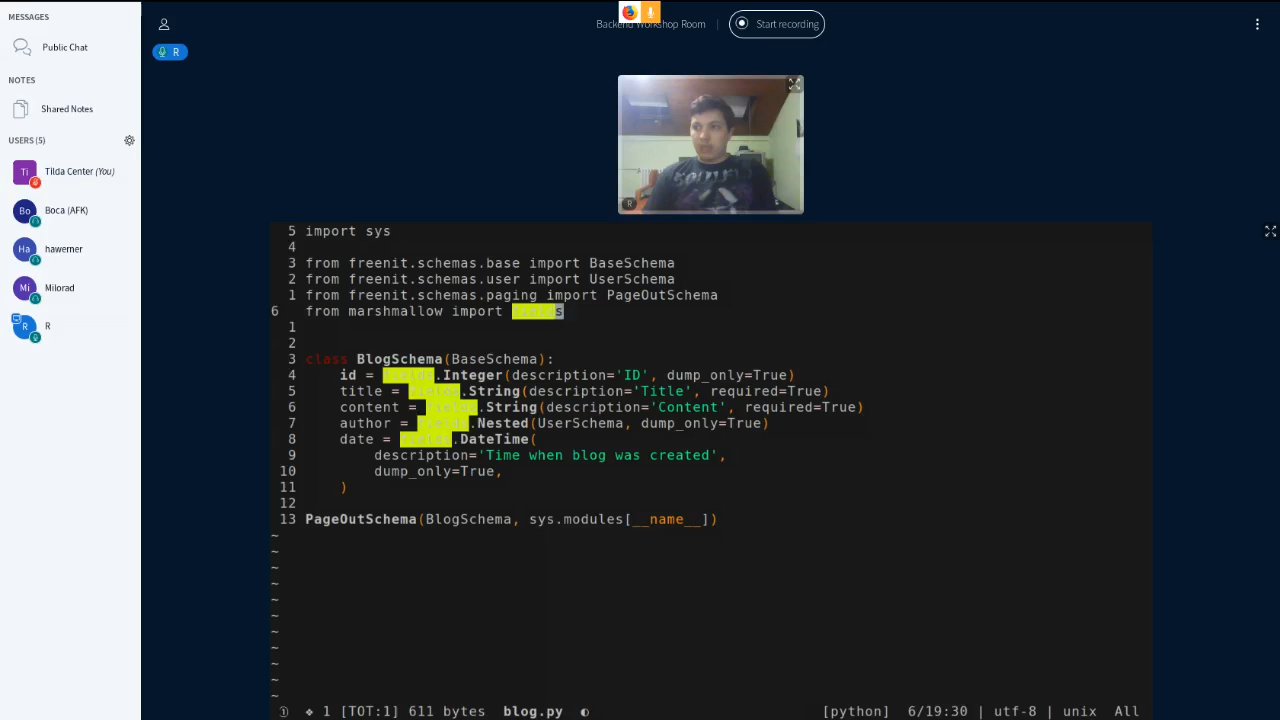 MESSAGES
Public Chat
NOTES
Shared Notes
USERS (5)
Ti Tilda Center (You)
Bo Boca (AFK)
Ha hawerner
Mi Milorad
R R
Backend Workshop Room
Start recording
R
R
5 import sys
4
3 from freenit.schemas.base import BaseSchema
2 from freenit.schemas.user import UserSchema
1 from freenit.schemas.paging import PageOutSchema
6 from marshmallow import fields
1
2
3 class BlogSchema(BaseSchema):
4 id = fields.Integer(description='ID', dump_only=True)
5 title = fields.String(description='Title', required=True)
6 content = fields.String(description='Content', required=True)
7 author = fields.Nested(UserSchema, dump_only=True)
8 date = fields.DateTime(
9 description='Time when blog was created',
10 dump_only=True,
11 )
12
13 PageOutSchema(BlogSchema, sys.modules[__name__])
~
~
~
~
~
~
~
~
~
~
~
① ❖ 1 [TOT:1] 611 bytes blog.py ◐ [python] 6/19:30 | utf-8 | unix All